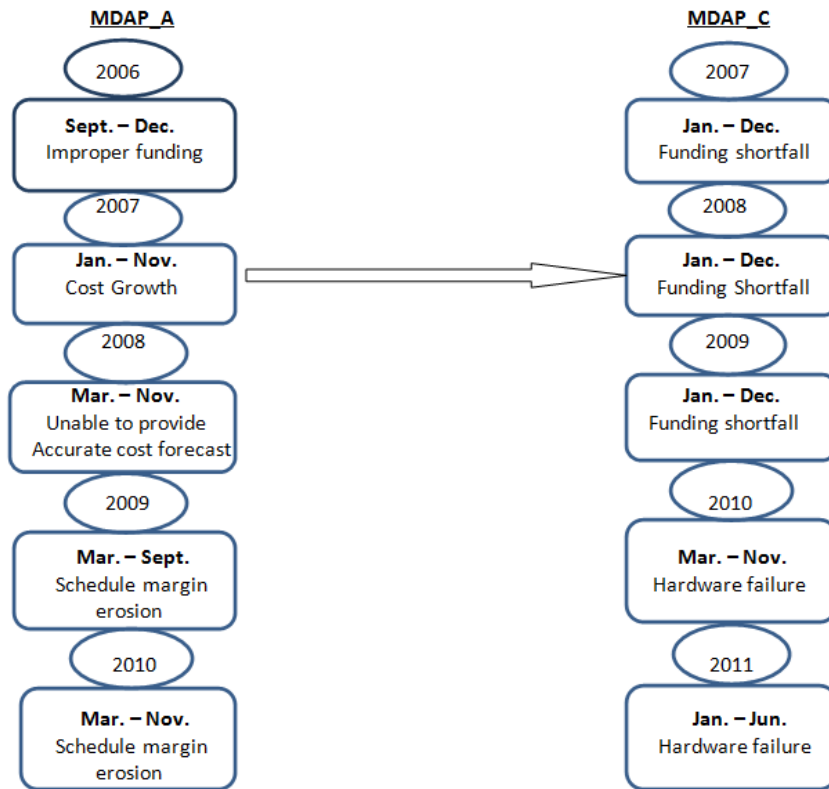 MDAP_A
2006
Sept. – Dec.
Improper funding
2007
Jan. – Nov.
Cost Growth
2008
Mar. – Nov.
Unable to provide
Accurate cost forecast
2009
Mar. – Sept.
Schedule margin
erosion
2010
Mar. – Nov.
Schedule margin
erosion
MDAP_C
2007
Jan. – Dec.
Funding shortfall
2008
Jan. – Dec.
Funding Shortfall
2009
Jan. – Dec.
Funding shortfall
2010
Mar. – Nov.
Hardware failure
2011
Jan. – Jun.
Hardware failure